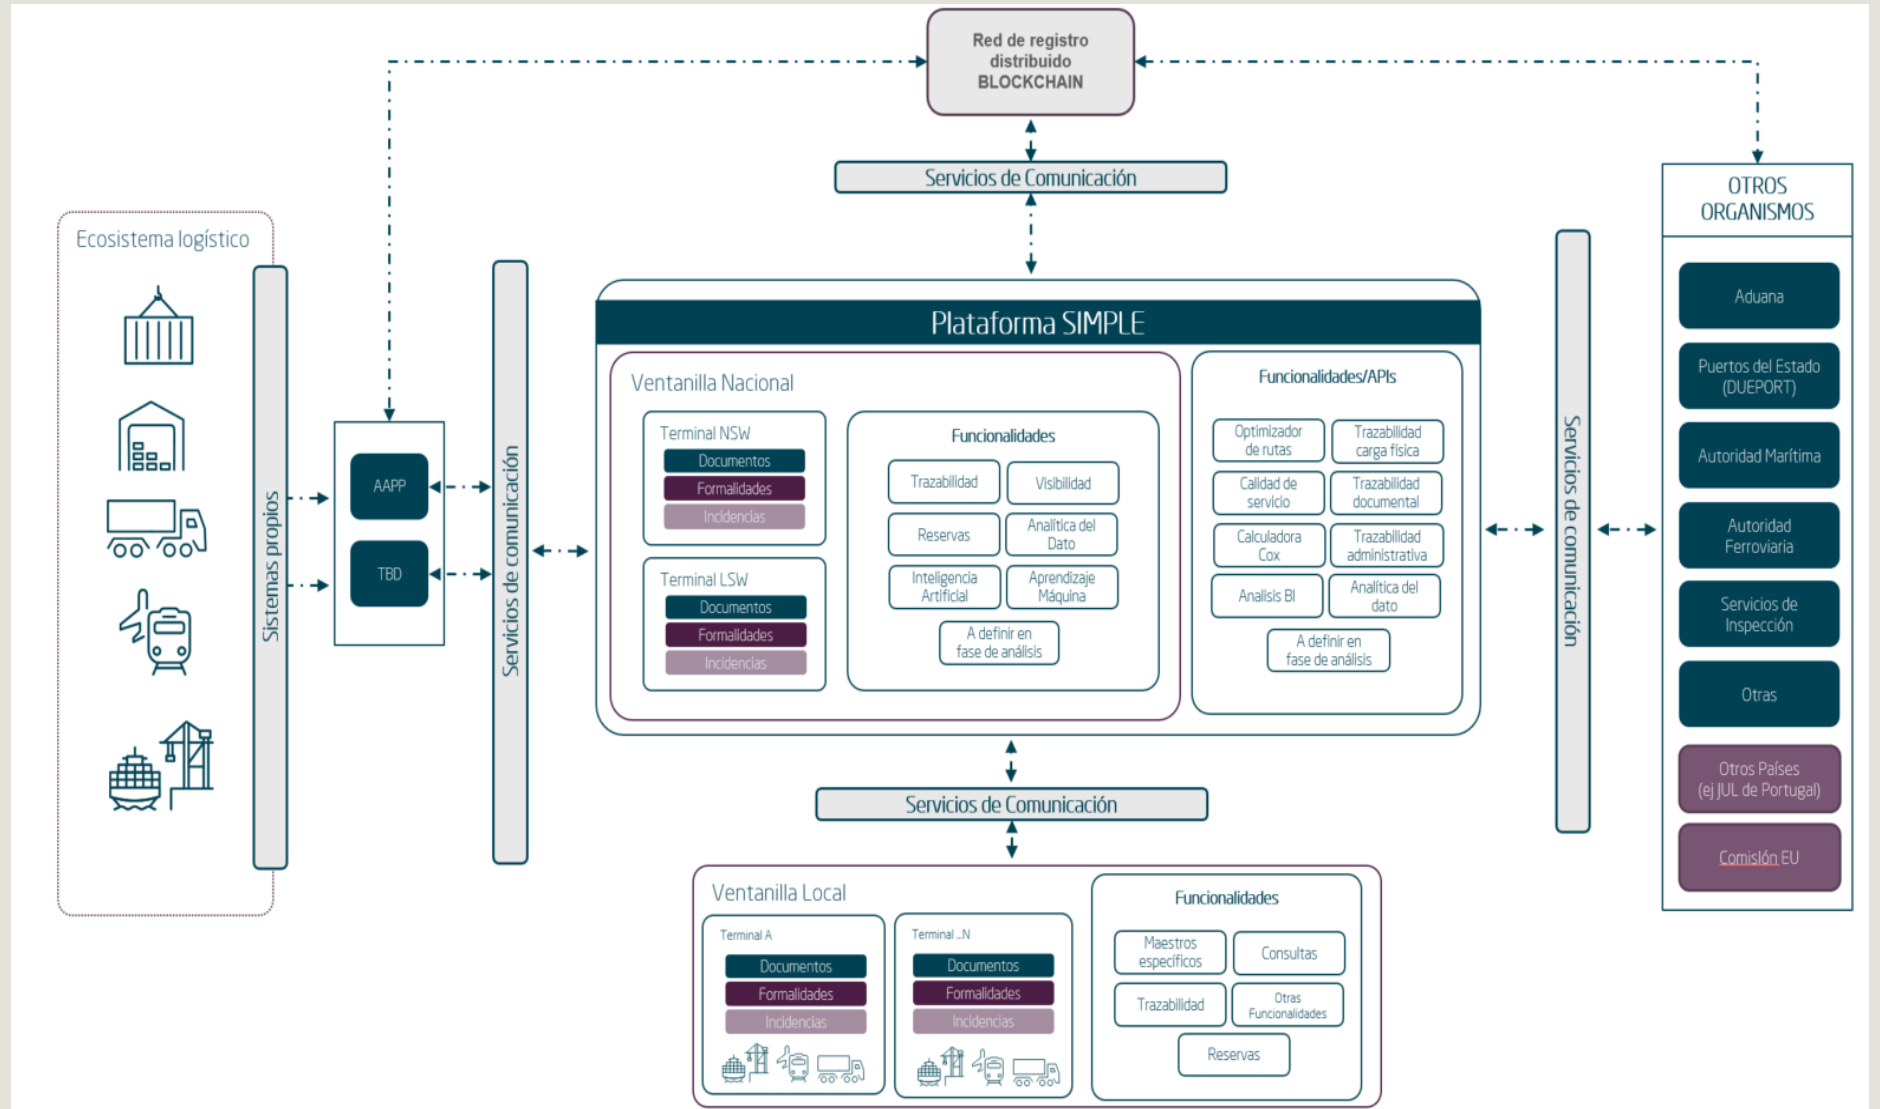 Red de registro
distribuido
BLOCKCHAIN
Servicios de Comunicación
Ecosistema logístico
Sistemas propios
AAPP
TBD
Servicios de comunicación
Plataforma SIMPLE
Ventanilla Nacional
Terminal NSW
Documentos
Formalidades
Incidencias
Terminal LSW
Documentos
Formalidades
Incidencias
Funcionalidades
Trazabilidad
Visibilidad
Reservas
Analítica del
Dato
Inteligencia
Artificial
Aprendizaje
Máquina
A definir en
fase de análisis
Funcionalidades/APIs
Optimizador
de rutas
Trazabilidad
carga física
Calidad de
servicio
Trazabilidad
documental
Calculadora
Cox
Trazabilidad
administrativa
Analisis BI
Analítica del
dato
A definir en
fase de análisis
Servicios de comunicación
OTROS
ORGANISMOS
Aduana
Puertos del Estado
(DUEPORT)
Autoridad Marítima
Autoridad
Ferroviaria
Servicios de
Inspección
Otras
Otros Países
(ej JUL de Portugal)
Comislón EU
Servicios de Comunicación
Ventanilla Local
Terminal A
Documentos
Formalidades
Incidencias
Terminal ...N
Documentos
Formalidades
Incidencias
Funcionalidades
Maestros
específicos
Consultas
Trazabilidad
Otras
Funcionalidades
Reservas